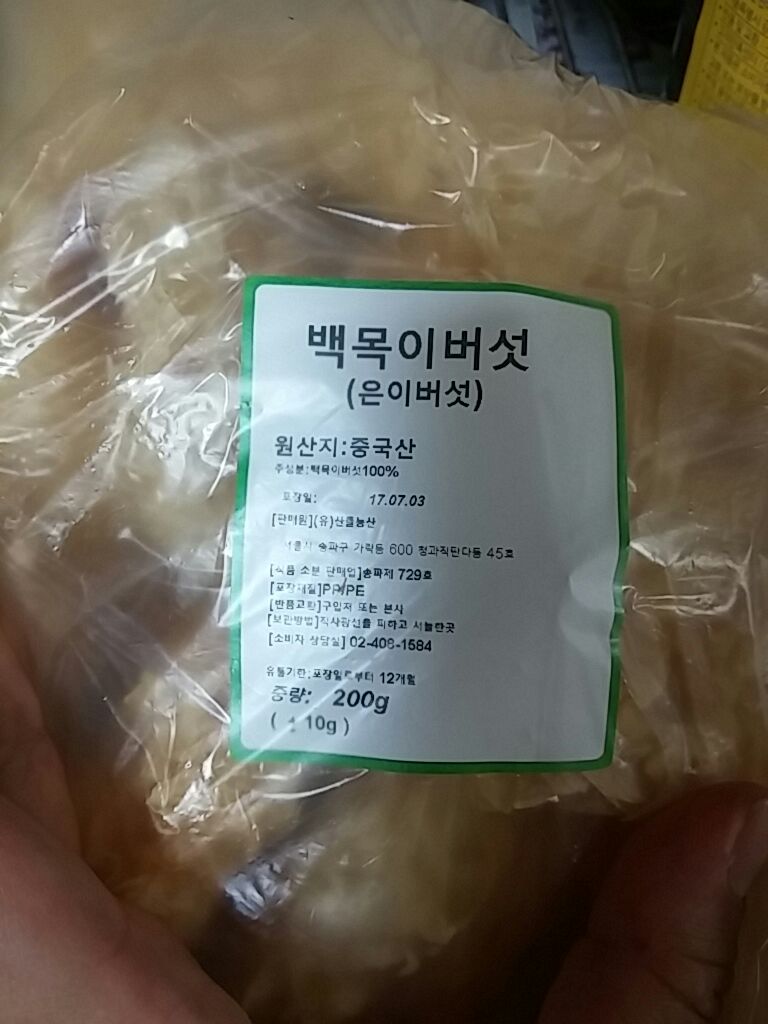 백목이버섯
(은이버섯)
원산지:중국산
주성분:백목이버섯100%
포장일: 17.07.03
[판매원](유)산들농산
송파구 가락동 600 청과직판다동 45호
[식품 소분 판매업]송파제 729호
[포장재질]PP/PE
[반품교환]구입처 또는 본사
[보관방법]직사광선를 피하고 서늘한곳
[소비자 상담실] 02-408-1584
유통기한:포장일로부터 12개월
중량: 200g
( ± 10g )